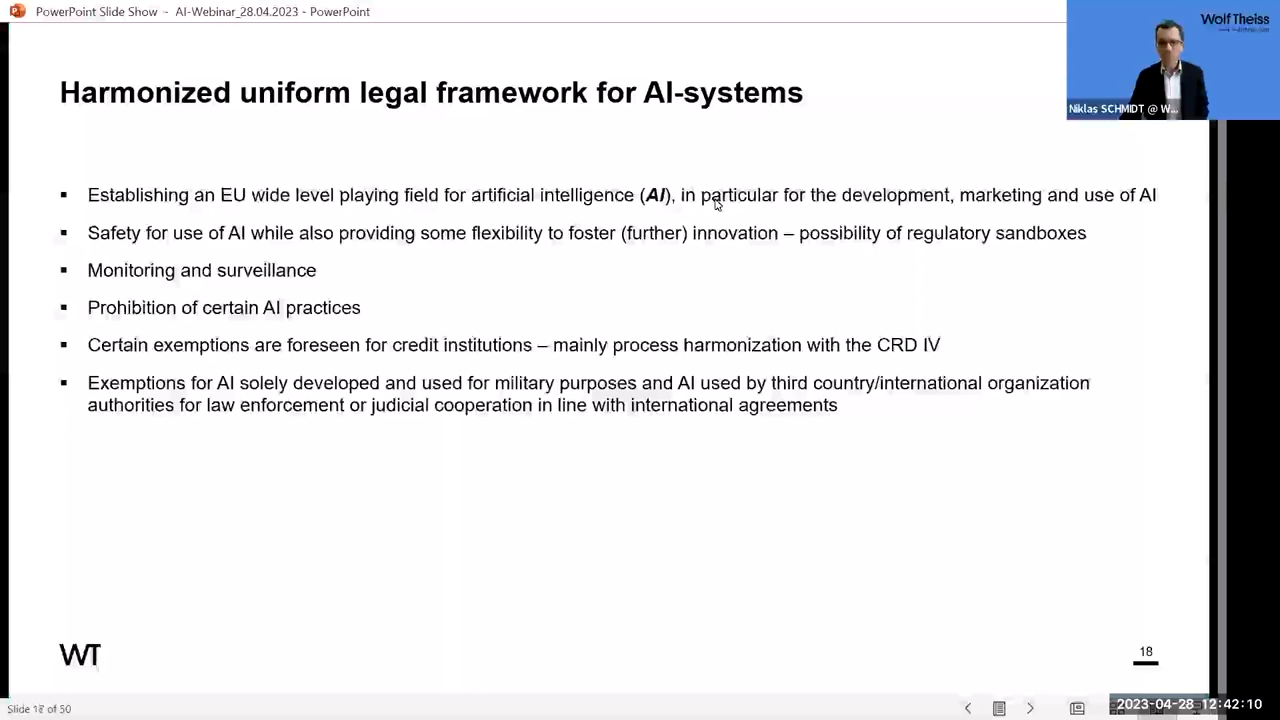 PowerPoint Slide Show - AI-Webinar_28.04.2023 - PowerPoint
Wolf Theiss
Niklas SCHMIDT @ W...
Harmonized uniform legal framework for AI-systems
▪ Establishing an EU wide level playing field for artificial intelligence (AI), in particular for the development, marketing and use of AI
▪ Safety for use of AI while also providing some flexibility to foster (further) innovation – possibility of regulatory sandboxes
▪ Monitoring and surveillance
▪ Prohibition of certain AI practices
▪ Certain exemptions are foreseen for credit institutions – mainly process harmonization with the CRD IV
▪ Exemptions for AI solely developed and used for military purposes and AI used by third country/international organization
authorities for law enforcement or judicial cooperation in line with international agreements
WT
18
Slide 18 of 50
2023-04-28 12:42:10